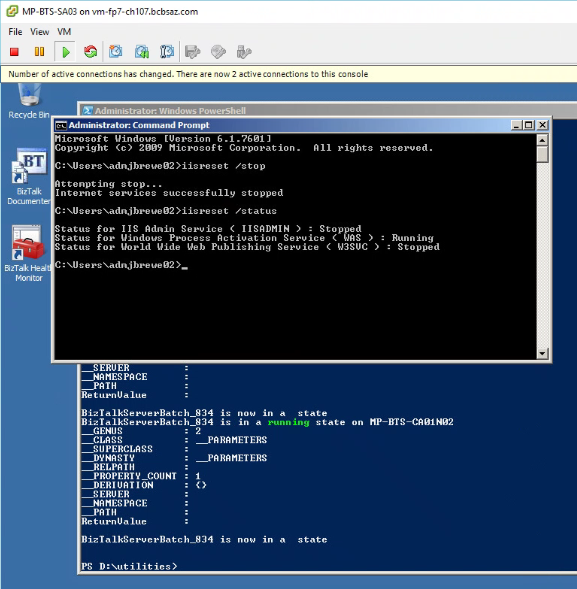 MP-BTS-SA03 on vm-fp7-ch107.bcbsaz.com
File View VM
Number of active connections has changed. There are now 2 active connections to this console
Recycle Bin
BT
BizTalk
Documenter
BizTalk Health
Monitor
Administrator: Windows PowerShell
Administrator: Command Prompt
Microsoft Windows [Version 6.1.7601]
Copyright (c) 2009 Microsoft Corporation. All rights reserved.
C:\Users\admjbrewe02>iisreset /stop
Attempting stop...
Internet services successfully stopped
C:\Users\admjbrewe02>iisreset /status
Status for IIS Admin Service ( IISADMIN ) : Stopped
Status for Windows Process Activation Service ( WAS ) : Running
Status for World Wide Web Publishing Service ( W3SVC ) : Stopped
C:\Users\admjbrewe02>_
__SERVER :
__NAMESPACE :
__PATH :
ReturnValue :
BizTalkServerBatch_834 is now in a  state
BizTalkServerBatch_834 is in a running state on MP-BTS-CA01N02
__GENUS : 2
__CLASS : __PARAMETERS
__SUPERCLASS :
__DYNASTY : __PARAMETERS
__RELPATH :
__PROPERTY_COUNT : 1
__DERIVATION : {}
__SERVER :
__NAMESPACE :
__PATH :
ReturnValue :
BizTalkServerBatch_834 is now in a  state
PS D:\utilities>